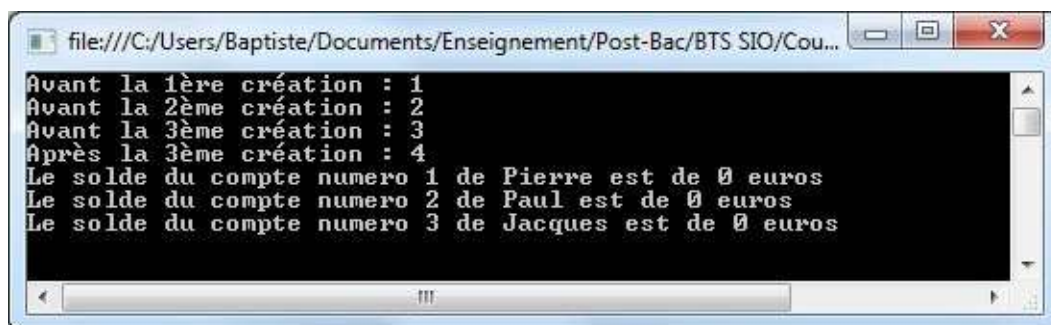 file:///C:/Users/Baptiste/Documents/Enseignement/Post-Bac/BTS SIO/Cou...
Avant la 1ère création : 1
Avant la 2ème création : 2
Avant la 3ème création : 3
Après la 3ème création : 4
Le solde du compte numero 1 de Pierre est de 0 euros
Le solde du compte numero 2 de Paul est de 0 euros
Le solde du compte numero 3 de Jacques est de 0 euros